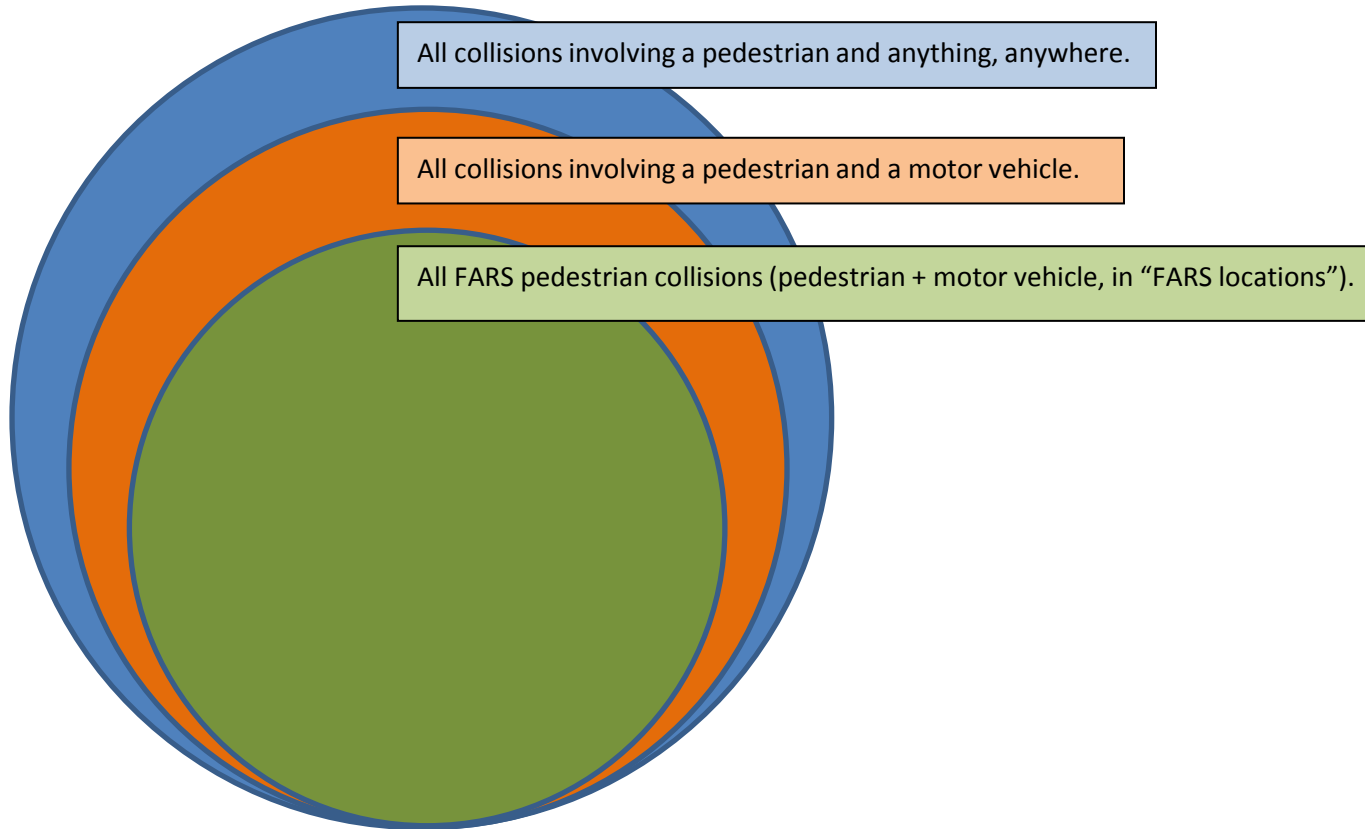 All collisions involving a pedestrian and anything, anywhere.
All collisions involving a pedestrian and a motor vehicle.
All FARS pedestrian collisions (pedestrian + motor vehicle, in “FARS locations”).